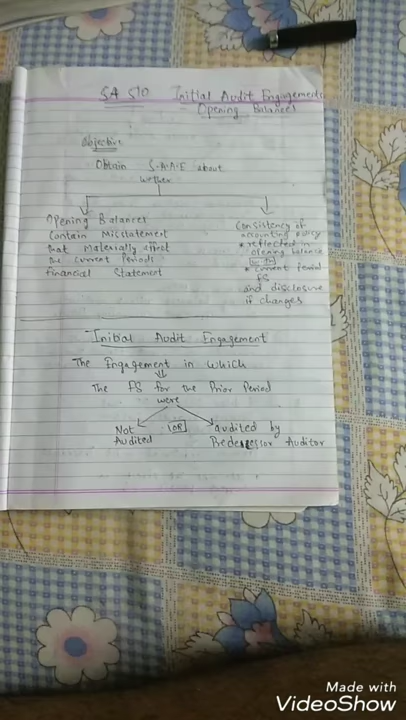 SA 510 Initial Audit Engagements
Opening Balances
Objective
Obtain S.A.A.E about
wether
Opening Balances
Contain Misstatement
that materially affect
the current Periods
financial Statement
Consistency of
accounting policy
* reflected in
opening balance
* current period
FS
and disclosure
if changes
Initial Audit Engagement
The Engagement in which
The FS for the Prior Period
were
Not
Audited
OR
audited by
Predecessor Auditor
Made with
VideoShow